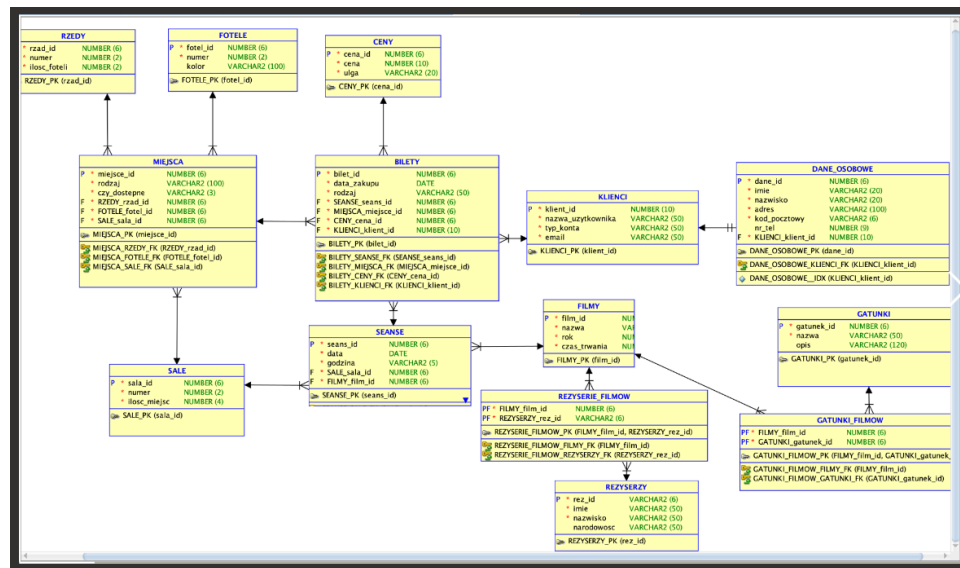 RZEDY
* rzad_id NUMBER (6)
* numer NUMBER (2)
* ilosc_foteli NUMBER (2)
RZEDY_PK (rzad_id)
FOTELE
P * fotel_id NUMBER (6)
* numer NUMBER (2)
kolor VARCHAR2 (100)
FOTELE_PK (fotel_id)
CENY
P * cena_id NUMBER (6)
* cena NUMBER (10)
* ulga VARCHAR2 (20)
CENY_PK (cena_id)
MIEJSCA
P * miejsce_id NUMBER (6)
* rodzaj VARCHAR2 (100)
* czy_dostepne VARCHAR2 (3)
F * RZEDY_rzad_id NUMBER (6)
F * FOTELE_fotel_id NUMBER (6)
F * SALE_sala_id NUMBER (6)
MIEJSCA_PK (miejsce_id)
MIEJSCA_RZEDY_FK (RZEDY_rzad_id)
MIEJSCA_FOTELE_FK (FOTELE_fotel_id)
MIEJSCA_SALE_FK (SALE_sala_id)
BILETY
P * bilet_id NUMBER (6)
* data_zakupu DATE
* rodzaj VARCHAR2 (50)
F * SEANSE_seans_id NUMBER (6)
F * MIEJSCA_miejsce_id NUMBER (6)
F * CENY_cena_id NUMBER (6)
F * KLIENCI_klient_id NUMBER (10)
BILETY_PK (bilet_id)
BILETY_SEANSE_FK (SEANSE_seans_id)
BILETY_MIEJSCA_FK (MIEJSCA_miejsce_id)
BILETY_CENY_FK (CENY_cena_id)
BILETY_KLIENCI_FK (KLIENCI_klient_id)
KLIENCI
P * klient_id NUMBER (10)
* nazwa_uzytkownika VARCHAR2 (50)
* typ_konta VARCHAR2 (50)
* email VARCHAR2 (50)
KLIENCI_PK (klient_id)
DANE_OSOBOWE
P * dane_id NUMBER (6)
* imie VARCHAR2 (20)
* nazwisko VARCHAR2 (20)
* adres VARCHAR2 (100)
* kod_pocztowy VARCHAR2 (6)
nr_tel NUMBER (9)
F * KLIENCI_klient_id NUMBER (10)
DANE_OSOBOWE_PK (dane_id)
DANE_OSOBOWE_KLIENCI_FK (KLIENCI_klient_id)
DANE_OSOBOWE__IDX (KLIENCI_klient_id)
SALE
P * sala_id NUMBER (6)
* numer NUMBER (2)
* ilosc_miejsc NUMBER (4)
SALE_PK (sala_id)
SEANSE
P * seans_id NUMBER (6)
* data DATE
* godzina VARCHAR2 (5)
F * SALE_sala_id NUMBER (6)
F * FILMY_film_id NUMBER (6)
SEANSE_PK (seans_id)
FILMY
P * film_id NUM
* nazwa VAR
* rok NUM
* czas_trwania NUM
FILMY_PK (film_id)
GATUNKI
P * gatunek_id NUMBER (6)
* nazwa VARCHAR2 (50)
opis VARCHAR2 (120)
GATUNKI_PK (gatunek_id)
REZYSERIE_FILMOW
PF * FILMY_film_id NUMBER (6)
PF * REZYSERZY_rez_id VARCHAR2 (6)
REZYSERIE_FILMOW_PK (FILMY_film_id, REZYSERZY_rez_id)
REZYSERIE_FILMOW_FILMY_FK (FILMY_film_id)
REZYSERIE_FILMOW_REZYSERZY_FK (REZYSERZY_rez_id)
GATUNKI_FILMOW
PF * FILMY_film_id NUMBER (6)
PF * GATUNKI_gatunek_id NUMBER (6)
GATUNKI_FILMOW_PK (FILMY_film_id, GATUNKI_gatunek_
GATUNKI_FILMOW_FILMY_FK (FILMY_film_id)
GATUNKI_FILMOW_GATUNKI_FK (GATUNKI_gatunek_id)
REZYSERZY
P * rez_id VARCHAR2 (6)
* imie VARCHAR2 (50)
* nazwisko VARCHAR2 (50)
narodowosc VARCHAR2 (50)
REZYSERZY_PK (rez_id)